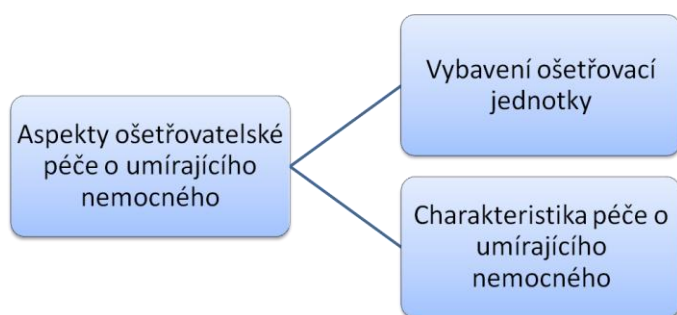 Aspekty ošetřovatelské
péče o umírajícího
nemocného
Vybavení ošetřovací
jednotky
Charakteristika péče o
umírajícího
nemocného